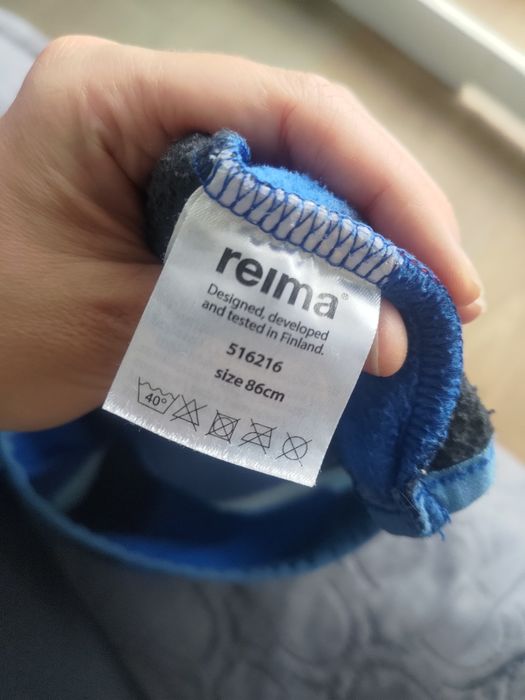 reima®
Designed, developed
and tested in Finland.
516216
size 86cm
40°